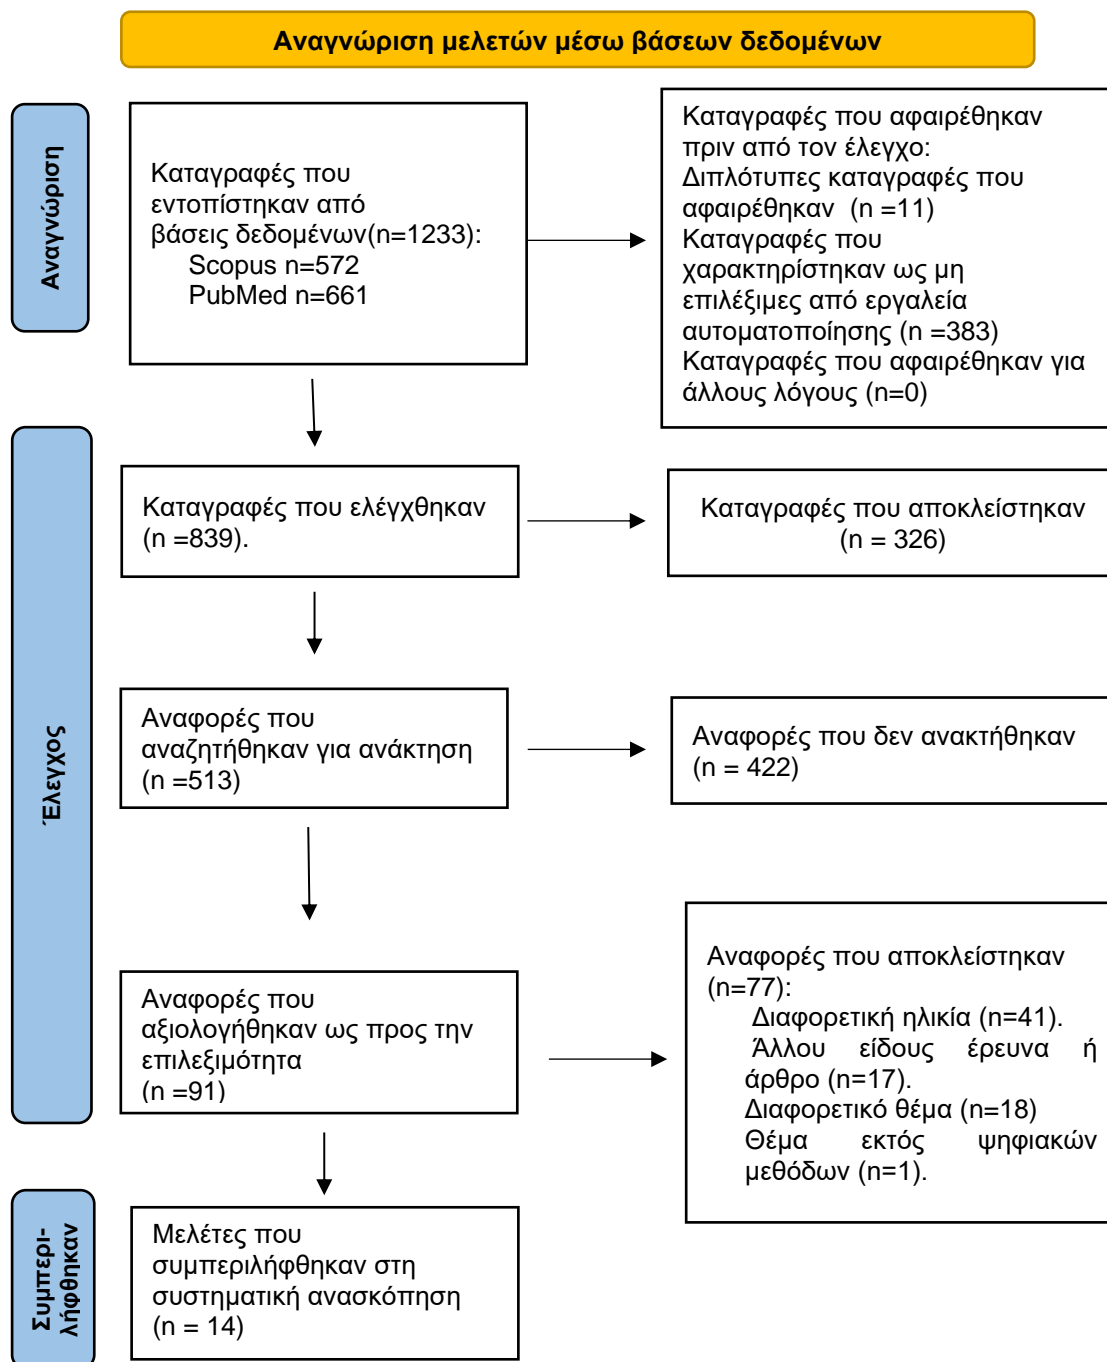 Αναγνώριση μελετών μέσω βάσεων δεδομένων
Αναγνώριση
Καταγραφές που
εντοπίστηκαν από
βάσεις δεδομένων(n=1233):
Scopus n=572
PubMed n=661
Καταγραφές που αφαιρέθηκαν
πριν από τον έλεγχο:
Διπλότυπες καταγραφές που
αφαιρέθηκαν (n =11)
Καταγραφές που
χαρακτηρίστηκαν ως μη
επιλέξιμες από εργαλεία
αυτοματοποίησης (n =383)
Καταγραφές που αφαιρέθηκαν για
άλλους λόγους (n=0)
Έλεγχος
Καταγραφές που ελέγχθηκαν
(n =839).
Καταγραφές που αποκλείστηκαν
(n = 326)
Αναφορές που
αναζητήθηκαν για ανάκτηση
(n =513)
Αναφορές που δεν ανακτήθηκαν
(n = 422)
Αναφορές που
αξιολογήθηκαν ως προς την
επιλεξιμότητα
(n =91)
Αναφορές που αποκλείστηκαν
(n=77):
Διαφορετική ηλικία (n=41).
Άλλου είδους έρευνα ή
άρθρο (n=17).
Διαφορετικό θέμα (n=18)
Θέμα εκτός ψηφιακών
μεθόδων (n=1).
Συμπερι-
λήφθηκαν
Μελέτες που
συμπεριλήφθηκαν στη
συστηματική ανασκόπηση
(n = 14)